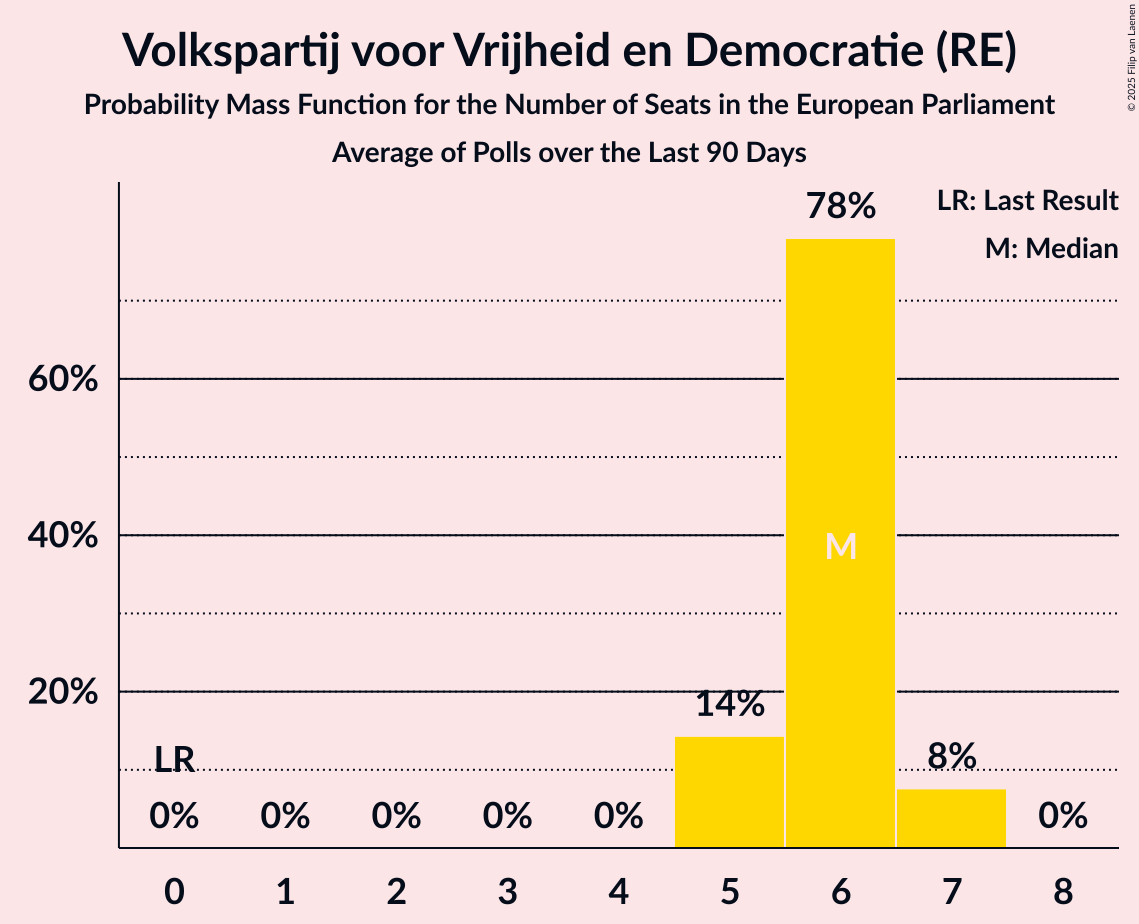 Volkspartij voor Vrijheid en Democratie (RE)
Probability Mass Function for the Number of Seats in the European Parliament
Average of Polls over the Last 90 Days
© 2025 Filip van Laenen
LR: Last Result
M: Median
78%
60%
40%
M
20%
14%
LR
8%
0% 0% 0% 0% 0% 0%
0 1 2 3 4 5 6 7 8